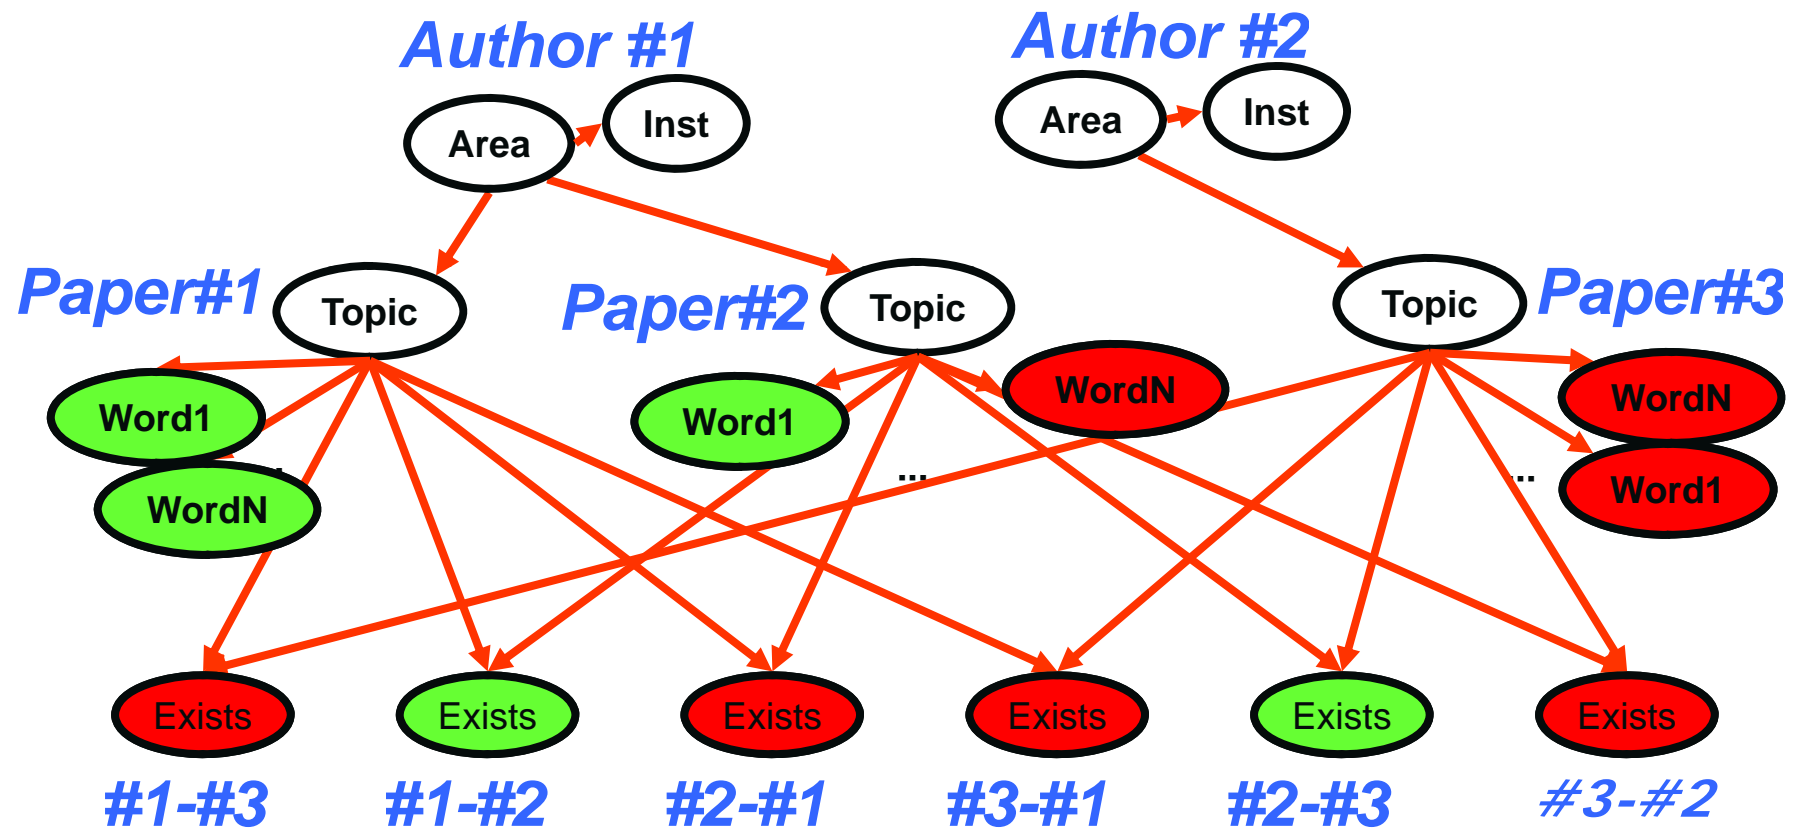 Author #1
Author #2
Area
Inst
Area
Inst
Paper#1
Topic
Paper#2
Topic
Topic
Paper#3
Word1
WordN
Word1
WordN
...
WordN
Word1
...
Exists
Exists
Exists
Exists
Exists
Exists
#1-#3
#1-#2
#2-#1
#3-#1
#2-#3
#3-#2